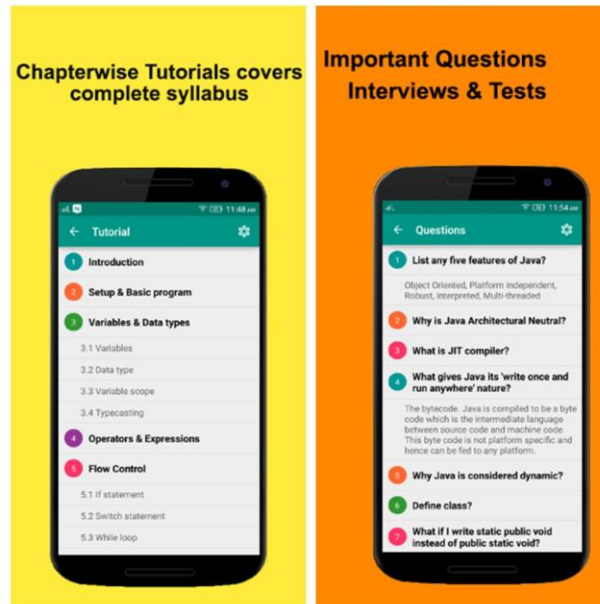 Chapterwise Tutorials covers
complete syllabus
11:48 AM
Tutorial
1 Introduction
2 Setup & Basic program
3 Variables & Data types
3.1 Variables
3.2 Data type
3.3 Variable scope
3.4 Typecasting
4 Operators & Expressions
5 Flow Control
5.1 If statement
5.2 Switch statement
5.3 While loop
Important Questions
Interviews & Tests
11:54 AM
Questions
1 List any five features of Java?
Object Oriented, Platform Independent,
Robust, Interpreted, Multi-threaded
2 Why is Java Architectural Neutral?
3 What is JIT compiler?
4 What gives Java its 'write once and
run anywhere' nature?
The bytecode. Java is compiled to be a byte
code which is the intermediate language
between source code and machine code.
This byte code is not platform specific and
hence can be fed to any platform.
5 Why Java is considered dynamic?
6 Define class?
7 What if I write static public void
instead of public static void?